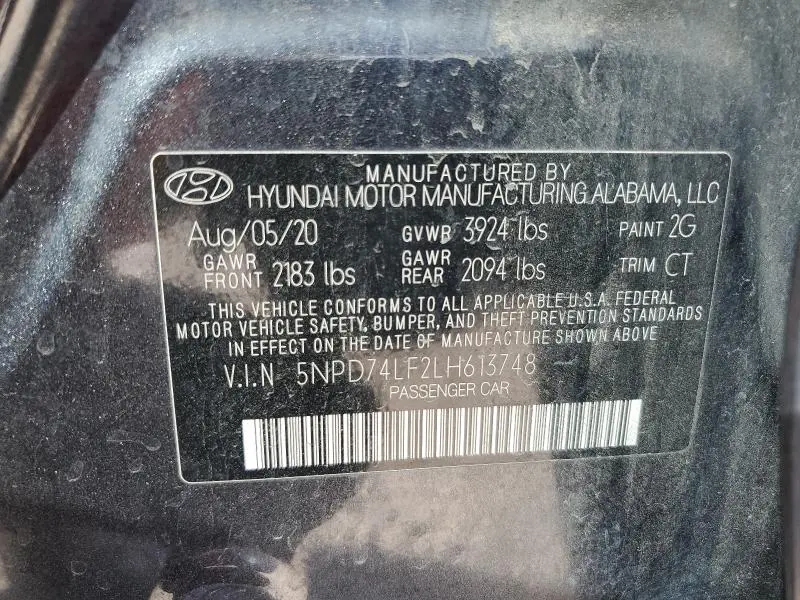 MANUFACTURED BY
HYUNDAI MOTOR MANUFACTURING ALABAMA, LLC
Aug/05/20 GVWR 3924 lbs PAINT 2G
GAWR FRONT 2183 lbs GAWR REAR 2094 lbs TRIM CT
THIS VEHICLE CONFORMS TO ALL APPLICABLE U.S.A. FEDERAL
MOTOR VEHICLE SAFETY, BUMPER, AND THEFT PREVENTION STANDARDS
IN EFFECT ON THE DATE OF MANUFACTURE SHOWN ABOVE
V.I.N 5NPD74LF2LH613748
PASSENGER CAR